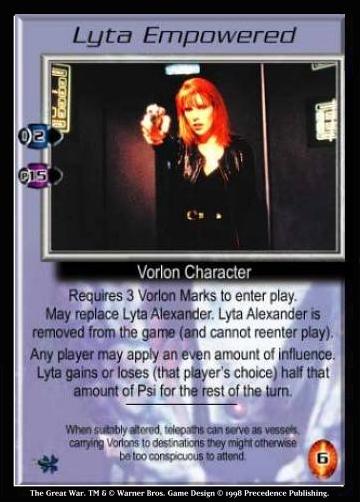 Lyta Empowered
D 2
P 15
Vorlon Character
Requires 3 Vorlon Marks to enter play.
May replace Lyta Alexander. Lyta Alexander is
removed from the game (and cannot reenter play).
Any player may apply an even amount of influence.
Lyta gains or loses (that player's choice) half that
amount of Psi for the rest of the turn.
When suitably altered, telepaths can serve as vessels,
carrying Vorlons to destinations they might otherwise
be too conspicuous to attend.
6
The Great War. TM & © Warner Bros. Game Design © 1998 Precedence Publishing.